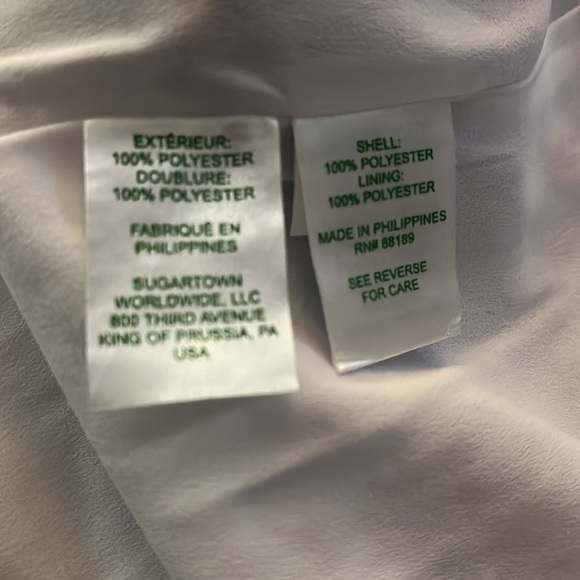 EXTÉRIEUR:
100% POLYESTER
DOUBLURE:
100% POLYESTER
FABRIQUÉ EN
PHILIPPINES
SUGARTOWN
WORLDWIDE, LLC
800 THIRD AVENUE
KING OF PRUSSIA, PA
USA
SHELL:
100% POLYESTER
LINING:
100% POLYESTER
MADE IN PHILIPPINES
RN# 88189
SEE REVERSE
FOR CARE